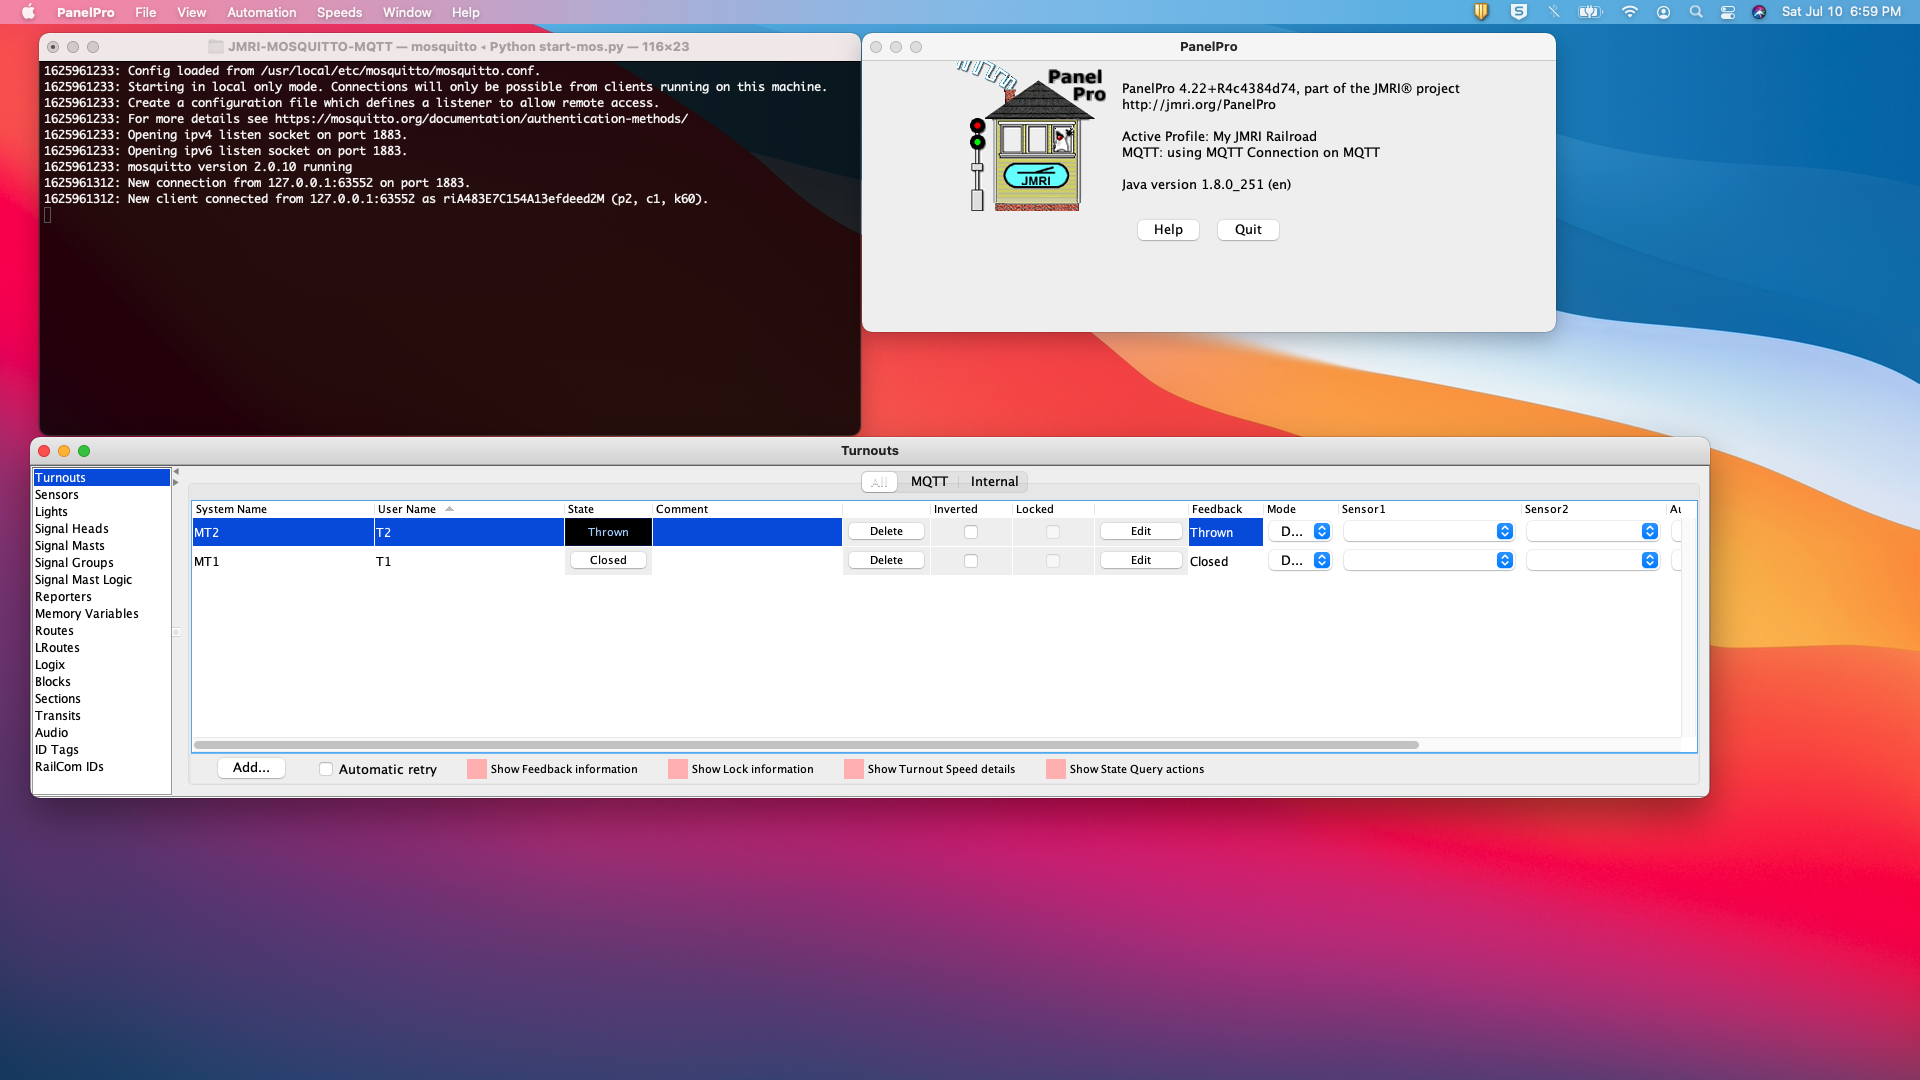 PanelPro File View Automation Speeds Window Help Sat Jul 10 6:59 PM
JMRI-MOSQUITTO-MQTT — mosquitto ◂ Python start-mos.py — 116×23
1625961233: Config loaded from /usr/local/etc/mosquitto/mosquitto.conf.
1625961233: Starting in local only mode. Connections will only be possible from clients running on this machine.
1625961233: Create a configuration file which defines a listener to allow remote access.
1625961233: For more details see https://mosquitto.org/documentation/authentication-methods/
1625961233: Opening ipv4 listen socket on port 1883.
1625961233: Opening ipv6 listen socket on port 1883.
1625961233: mosquitto version 2.0.10 running
1625961312: New connection from 127.0.0.1:63552 on port 1883.
1625961312: New client connected from 127.0.0.1:63552 as riA483E7C154A13efdeed2M (p2, c1, k60).
PanelPro
Panel
Pro
JMRI
PanelPro 4.22+R4c4384d74, part of the JMRI® project
http://jmri.org/PanelPro
Active Profile: My JMRI Railroad
MQTT: using MQTT Connection on MQTT
Java version 1.8.0_251 (en)
Help Quit
Turnouts
Turnouts
Sensors
Lights
Signal Heads
Signal Masts
Signal Groups
Signal Mast Logic
Reporters
Memory Variables
Routes
LRoutes
Logix
Blocks
Sections
Transits
Audio
ID Tags
RailCom IDs
All MQTT Internal
System Name User Name State Comment Inverted Locked Feedback Mode Sensor1 Sensor2
MT2 T2 Thrown Delete Edit Thrown D...
MT1 T1 Closed Delete Edit Closed D...
Add... Automatic retry Show Feedback information Show Lock information Show Turnout Speed details Show State Query actions